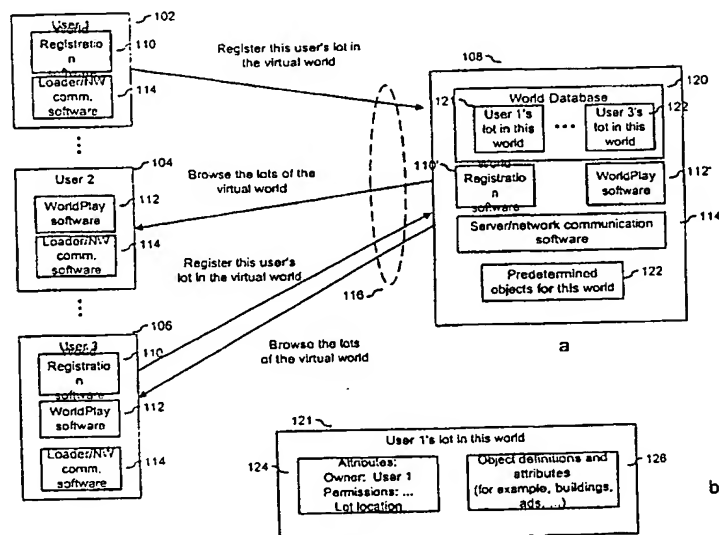 User 1
102
Registratio
n
110
Loader/NW
comm.
software
114
Register this user's lot in
the virtual world
108
120
World Database
121
User 1's
lot in this
world
...
User 3's
lot in this
world
122
104
User 2
WorldPlay
software
112
Loader/NW
comm.
software
114
Browse the lots of the
virtual world
110'
World
Registration
software
WorldPlay
software
112'
Server/network communication
software
114'
Predetermined
objects for this world
122
Register this user's
lot in the virtual world
116
a
106
User 3
110
Registratio
n
software
WorldPlay
software
112
Loader/NW
comm.
software
114
Browse the lots
of the virtual world
121
User 1's lot in this world
124
Attributes:
Owner: User 1
Permissions: ...
Lot location
Object definitions and
attributes
(for example, buildings,
ads, ...)
126
b